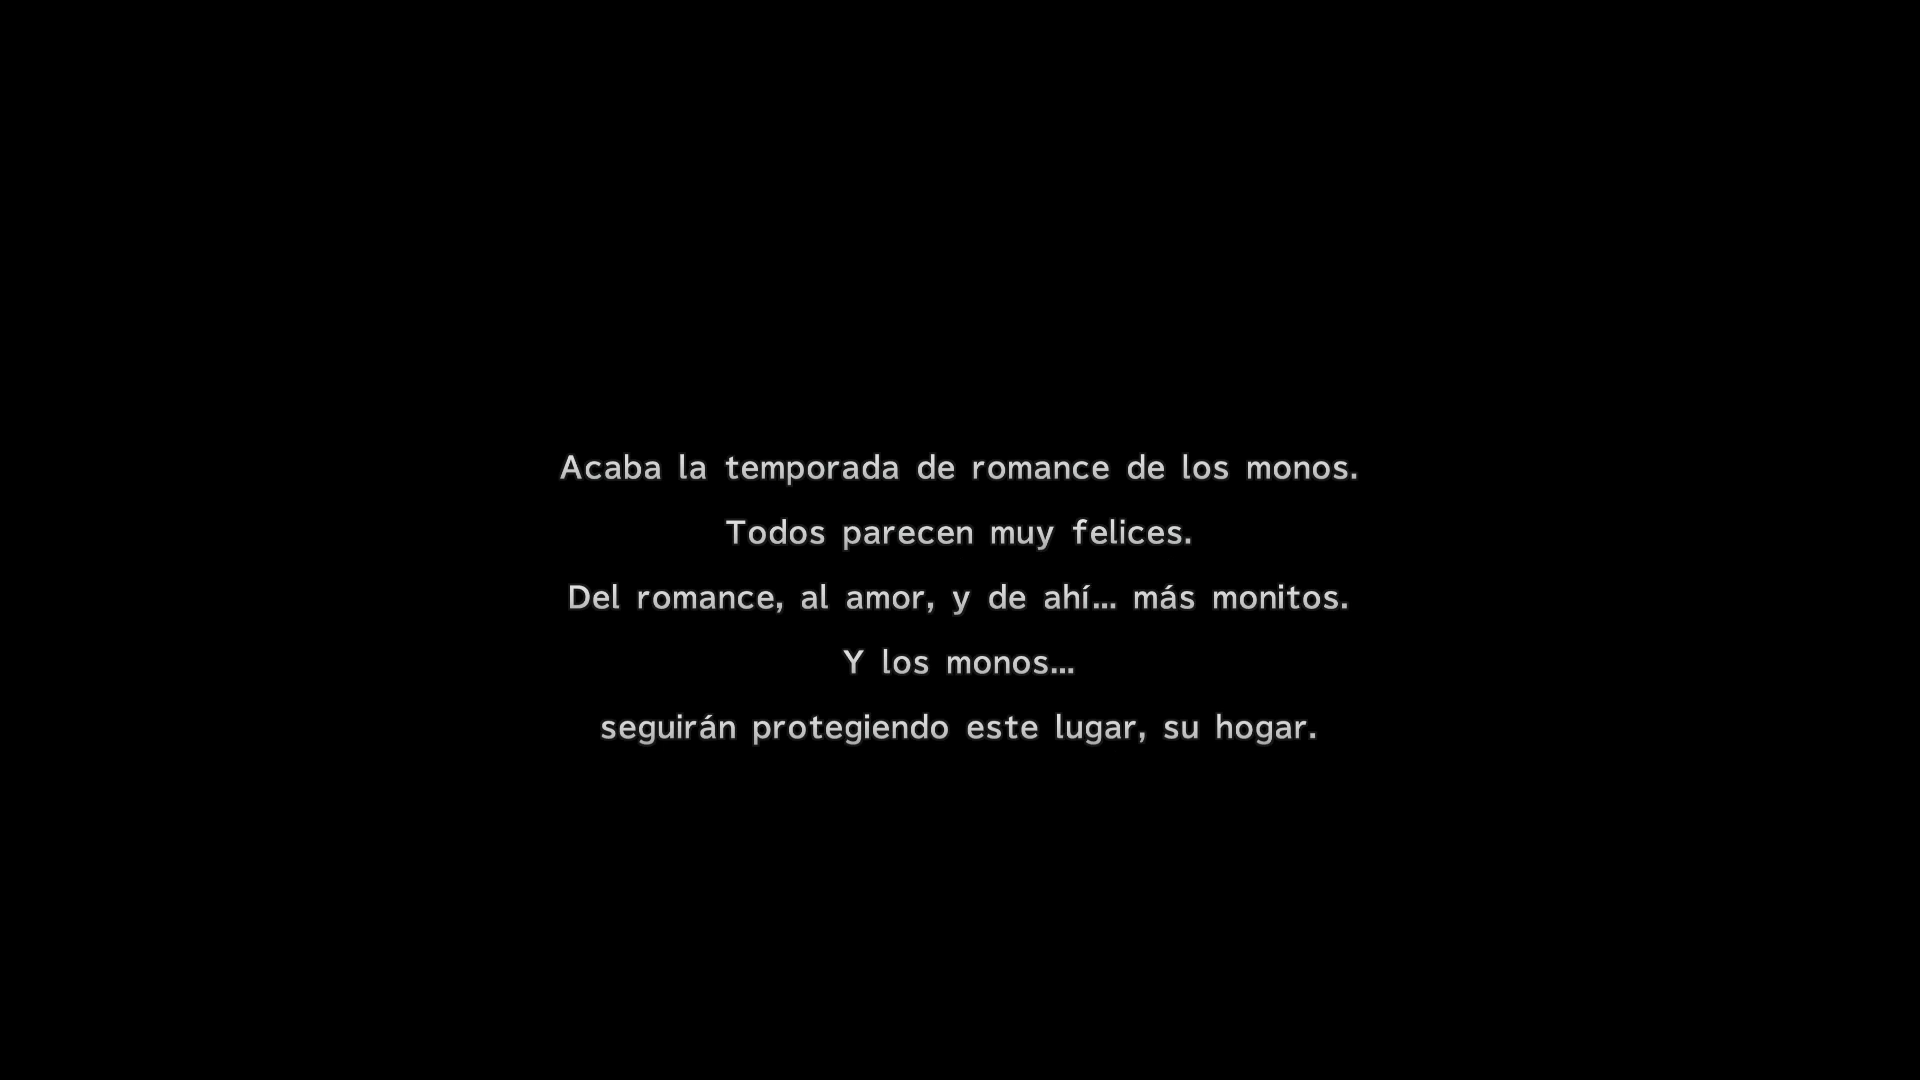 Acaba la temporada de romance de los monos.
Todos parecen muy felices.
Del romance, al amor, y de ahí... más monitos.
Y los monos...
seguirán protegiendo este lugar, su hogar.